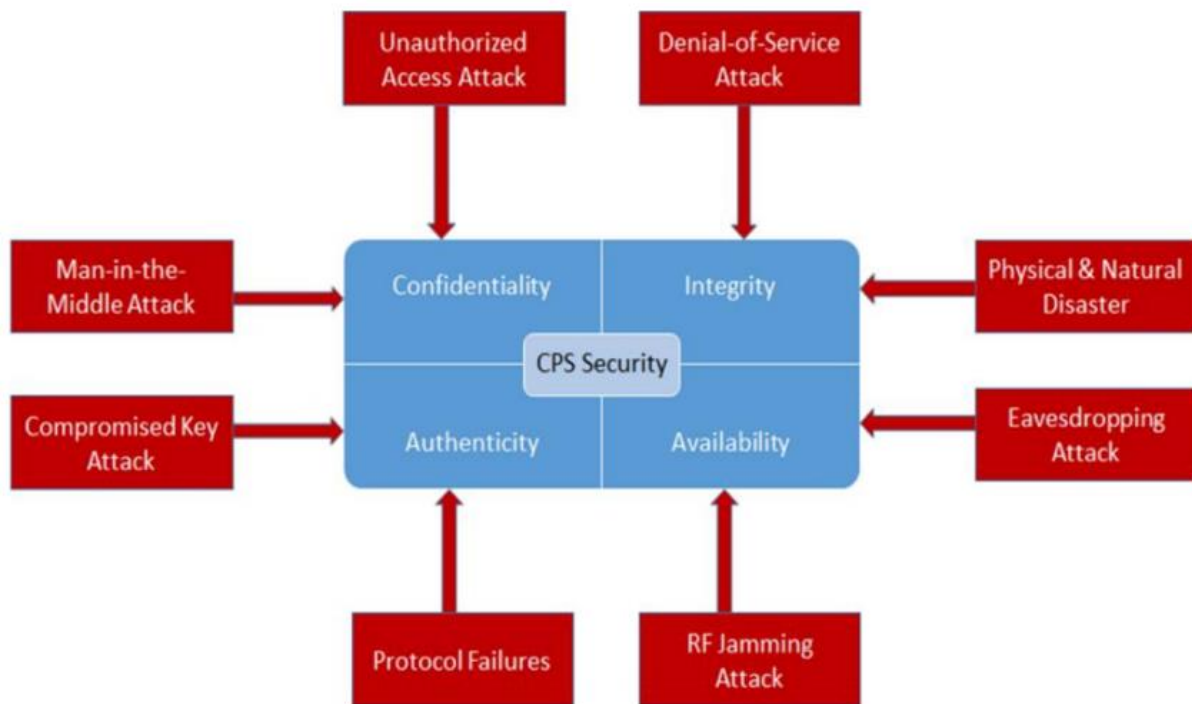 Unauthorized
Access Attack
Denial-of-Service
Attack
Man-in-the-
Middle Attack
Confidentiality
Integrity
Physical & Natural
Disaster
CPS Security
Compromised Key
Attack
Authenticity
Availability
Eavesdropping
Attack
Protocol Failures
RF Jamming
Attack